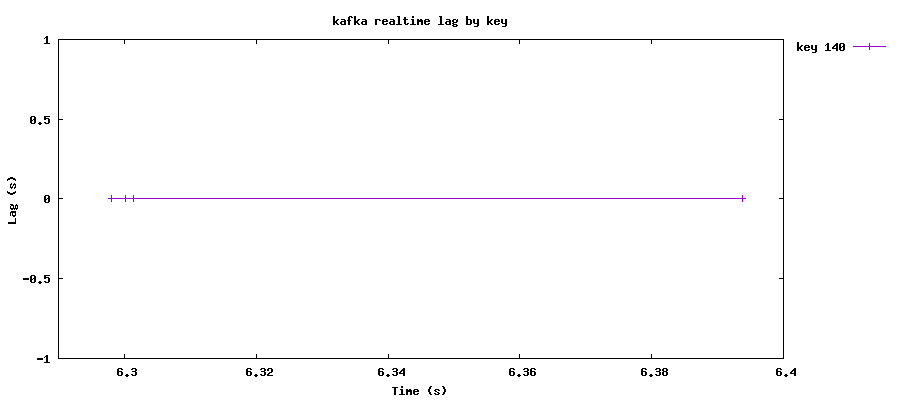 kafka realtime lag by key
key 140
1
0.5
0
-0.5
-1
Lag (s)
6.3 6.32 6.34 6.36 6.38 6.4
Time (s)